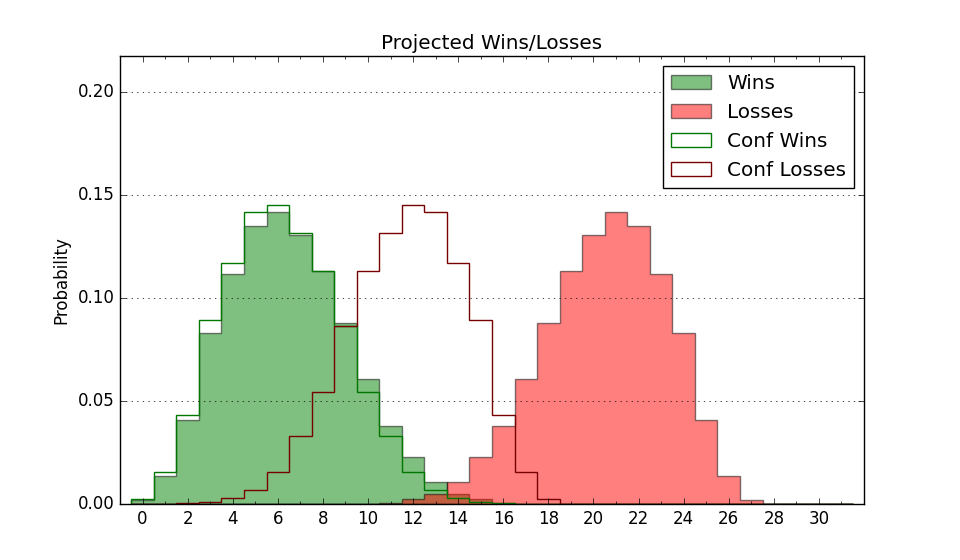 Projected Wins/Losses
Wins
Losses
Conf Wins
Conf Losses
Probability
0.20
0.15
0.10
0.05
0.00
0 2 4 6 8 10 12 14 16 18 20 22 24 26 28 30